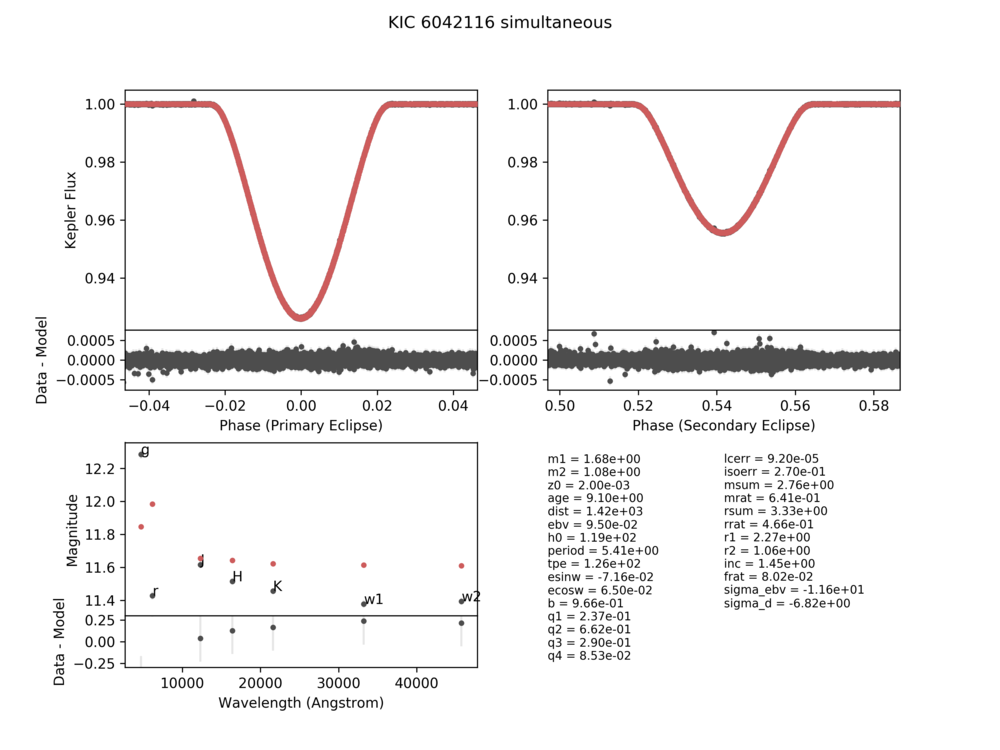 KIC 6042116 simultaneous
1.00
0.98
0.96
0.94
Kepler Flux
1.00
0.98
0.96
0.94
0.0005
0.0000
−0.0005
Data - Model
0.0005
0.0000
−0.0005
−0.04
−0.02
0.00
0.02
0.04
Phase (Primary Eclipse)
0.50
0.52
0.54
0.56
0.58
Phase (Secondary Eclipse)
12.2
12.0
11.8
11.6
11.4
Magnitude
g
r
J
H
K
w1
w2
0.25
0.00
−0.25
Data - Model
10000
20000
30000
40000
Wavelength (Angstrom)
m1 = 1.68e+00
m2 = 1.08e+00
z0 = 2.00e-03
age = 9.10e+00
dist = 1.42e+03
ebv = 9.50e-02
h0 = 1.19e+02
period = 5.41e+00
tpe = 1.26e+02
esinw = -7.16e-02
ecosw = 6.50e-02
b = 9.66e-01
q1 = 2.37e-01
q2 = 6.62e-01
q3 = 2.90e-01
q4 = 8.53e-02
lcerr = 9.20e-05
isoerr = 2.70e-01
msum = 2.76e+00
mrat = 6.41e-01
rsum = 3.33e+00
rrat = 4.66e-01
r1 = 2.27e+00
r2 = 1.06e+00
inc = 1.45e+00
frat = 8.02e-02
sigma_ebv = -1.16e+01
sigma_d = -6.82e+00